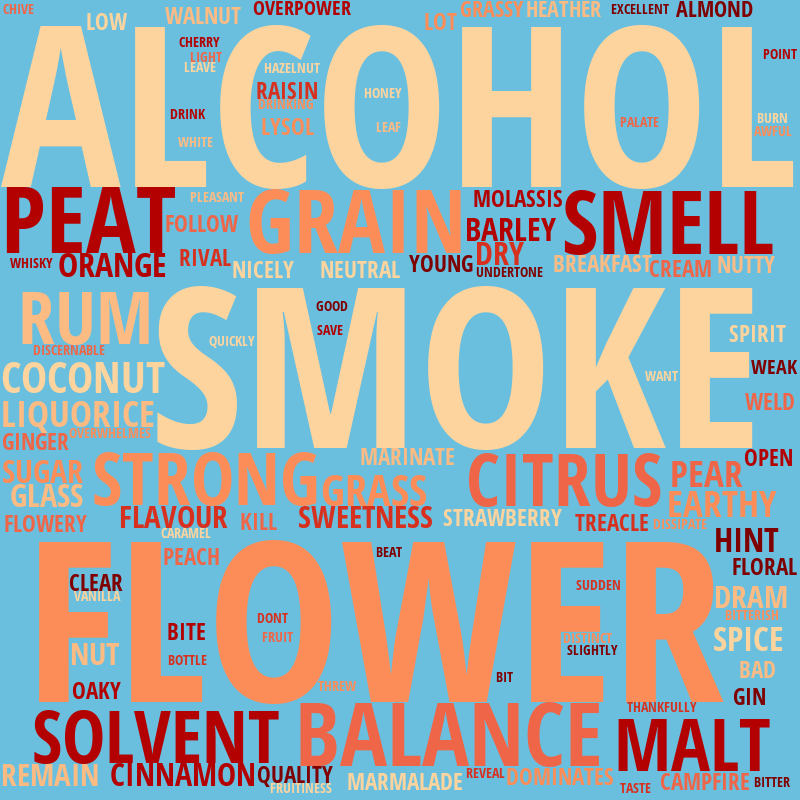 CHIVE
LOW
WALNUT
OVERPOWER
LOT
GRASSY
HEATHER
EXCELLENT
ALMOND
ALCOHOL
CHERRY
LIGHT
LEAVE
HAZELNUT
POINT
RAISIN
DRINKING
HONEY
DRINK
LYSOL
LEAF
PALATE
BURN
AWFUL
WHITE
PEAT
PLEASANT
GRAIN
MOLASSIS
SMELL
FOLLOW
BARLEY
WHISKY
ORANGE
RIVAL
NICELY
NEUTRAL
YOUNG
DRY
UNDERTONE
BREAKFAST
CREAM
NUTTY
RUM
SMOKE
GOOD
SAVE
QUICKLY
SPIRIT
DISCERNABLE
COCONUT
WANT
WEAK
LIQUORICE
WELD
OVERWHELMES
GINGER
MARINATE
OPEN
SUGAR
STRONG
GRASS
CITRUS
PEAR
GLASS
EARTHY
FLOWERY
FLAVOUR
KILL
SWEETNESS
STRAWBERRY
TREACLE
DISSIPATE
CARAMEL
HINT
FLOWER
PEACH
BEAT
FLORAL
CLEAR
VANILLA
SUDDEN
DRAM
BITTERISH
DONT
BITE
FRUIT
DISTINCT
SPICE
NUT
BOTTLE
SLIGHTLY
BAD
OAKY
BIT
GIN
THANKFULLY
SOLVENT
BALANCE
MALT
REMAIN
CINNAMON
QUALITY
FRUITINESS
MARMALADE
REVEAL
DOMINATES
TASTE
CAMPFIRE
BITTER